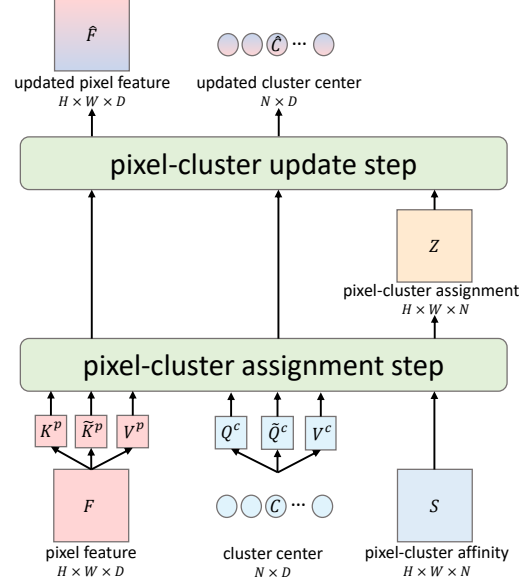 F̂
Ĉ ···
updated pixel feature
H × W × D
updated cluster center
N × D
pixel-cluster update step
Z
pixel-cluster assignment
H × W × N
pixel-cluster assignment step
K^p K̃^p V^p
Q^c Q̃^c V^c
F
C ···
S
pixel feature
H × W × D
cluster center
N × D
pixel-cluster affinity
H × W × N